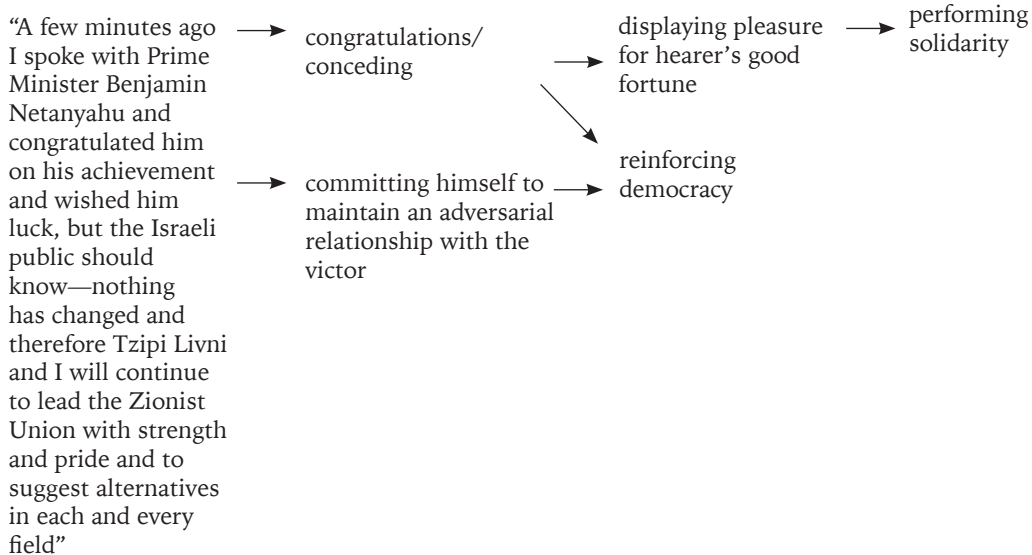 “A few minutes ago
I spoke with Prime
Minister Benjamin
Netanyahu and
congratulated him
on his achievement
and wished him
luck, but the Israeli
public should
know—nothing
has changed and
therefore Tzipi Livni
and I will continue
to lead the Zionist
Union with strength
and pride and to
suggest alternatives
in each and every
field”
congratulations/
conceding
committing himself to
maintain an adversarial
relationship with the
victor
displaying pleasure
for hearer’s good
fortune
reinforcing
democracy
performing
solidarity